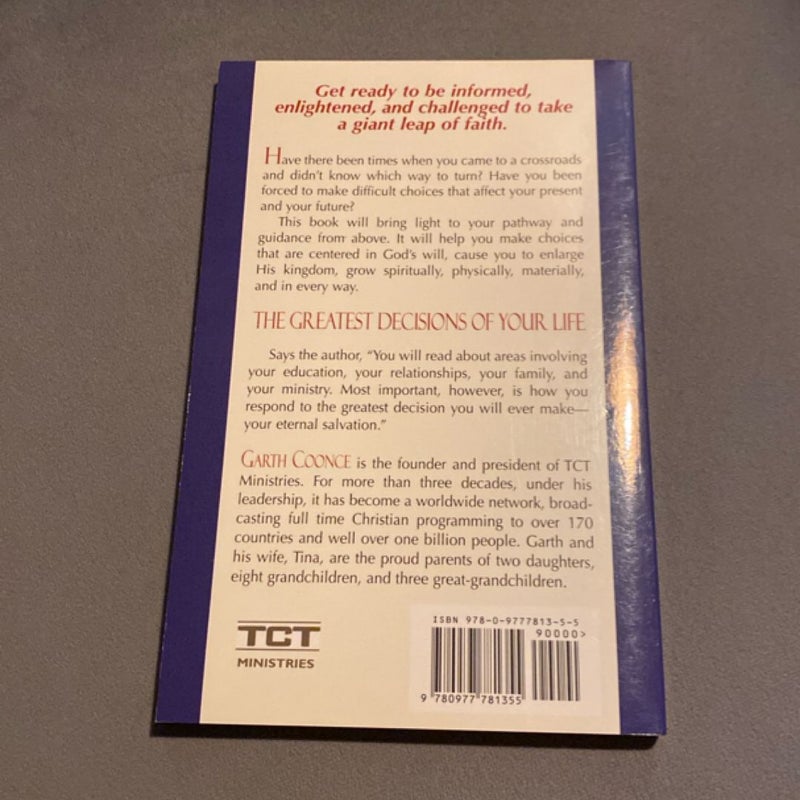 Get ready to be informed,
enlightened, and challenged to take
a giant leap of faith.
Have there been times when you came to a crossroads
and didn't know which way to turn? Have you been
forced to make difficult choices that affect your present
and your future?
This book will bring light to your pathway and
guidance from above. It will help you make choices
that are centered in God's will, cause you to enlarge
His kingdom, grow spiritually, physically, materially,
and in every way.
THE GREATEST DECISIONS OF YOUR LIFE
Says the author, "You will read about areas involving
your education, your relationships, your family, and
your ministry. Most important, however, is how you
respond to the greatest decision you will ever make—
your eternal salvation."
GARTH COONCE is the founder and president of TCT
Ministries. For more than three decades, under his
leadership, it has become a worldwide network, broad-
casting full time Christian programming to over 170
countries and well over one billion people. Garth and
his wife, Tina, are the proud parents of two daughters,
eight grandchildren, and three great-grandchildren.
TCT
MINISTRIES
ISBN 978-0-9777813-5-5
90000>
9 780977 781355